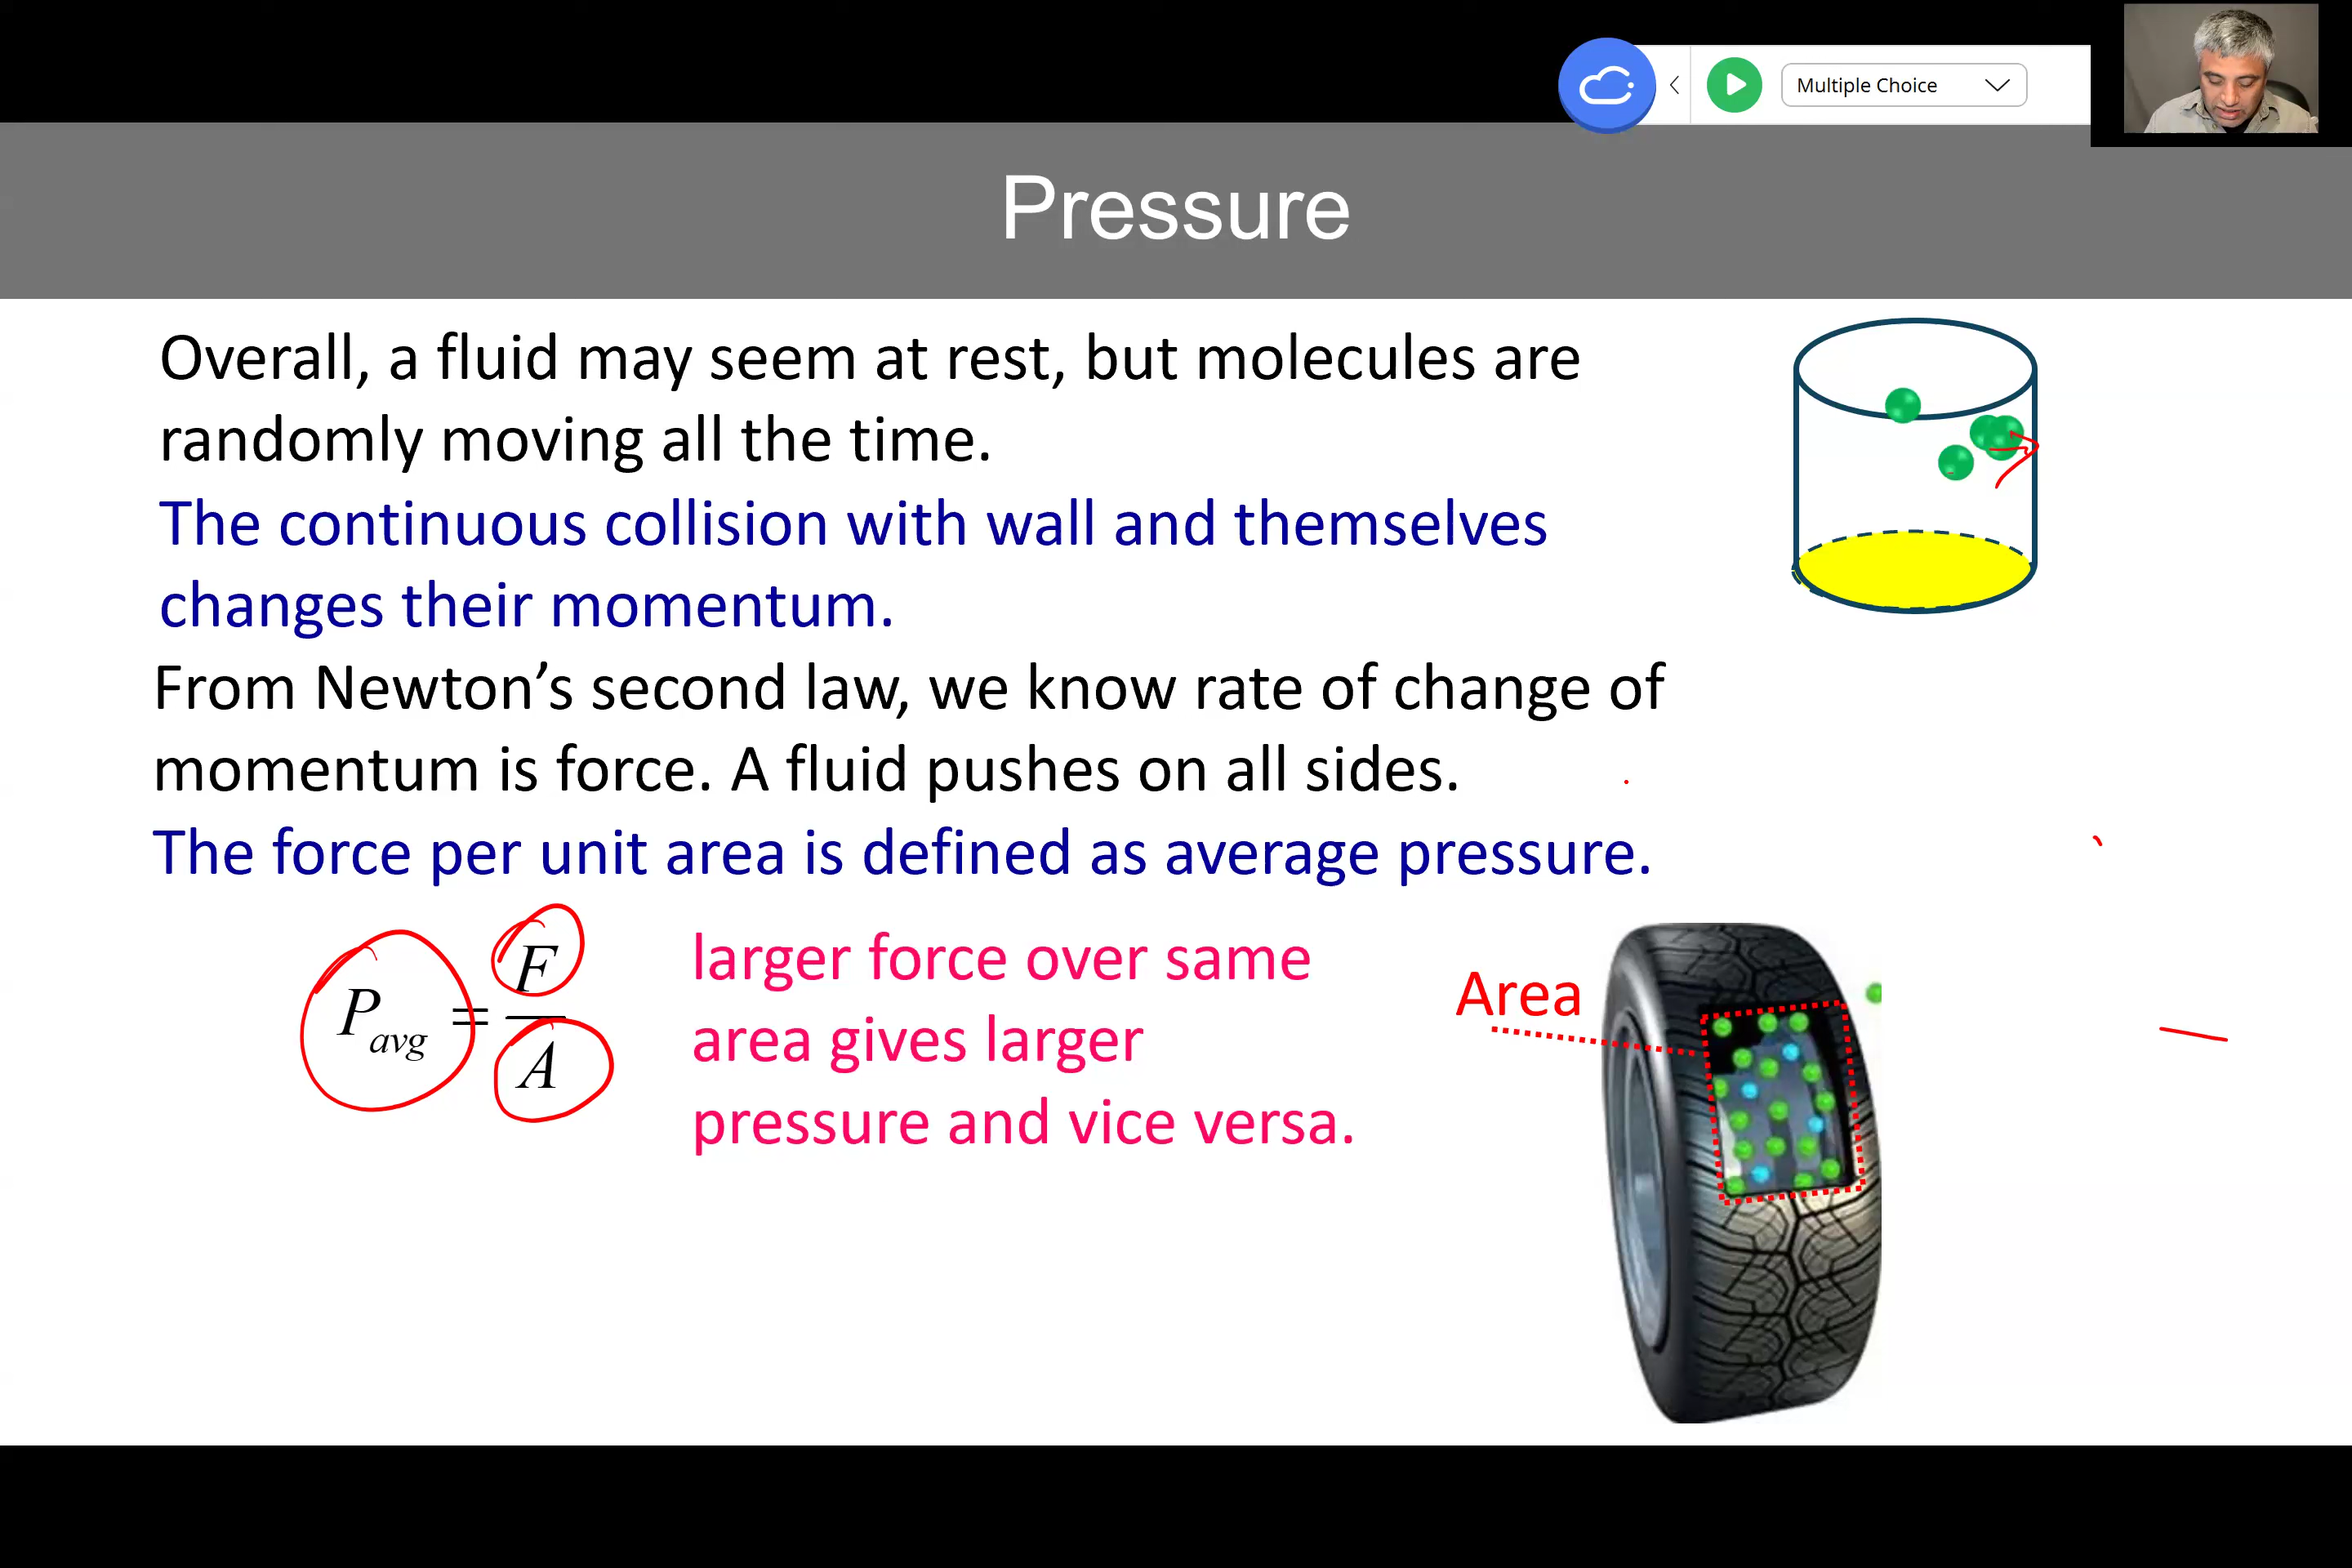 Multiple Choice
Pressure
Overall, a fluid may seem at rest, but molecules are
randomly moving all the time.
The continuous collision with wall and themselves
changes their momentum.
From Newton’s second law, we know rate of change of
momentum is force. A fluid pushes on all sides.
The force per unit area is defined as average pressure.
P_avg = F/A
larger force over same
area gives larger
pressure and vice versa.
Area